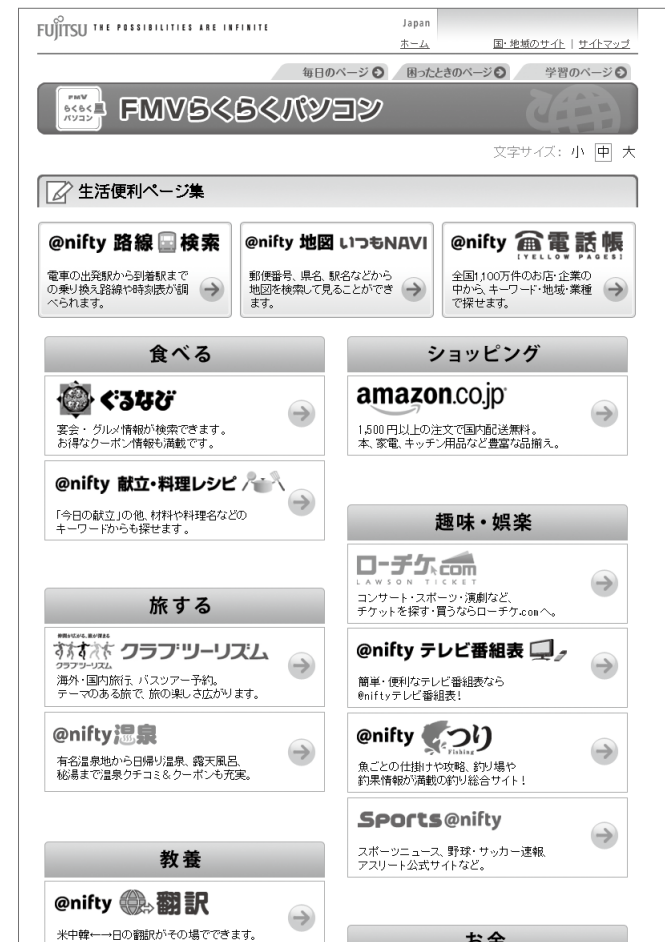 FUJITSU THE POSSIBILITIES ARE INFINITE
Japan
ホーム
国・地域のサイト | サイトマップ
毎日のページ
困ったときのページ
学習のページ
FMV
らくらく
パソコン
FMVらくらくパソコン
文字サイズ: 小 中 大
生活便利ページ集
@nifty 路線検索
電車の出発駅から到着駅まで
の乗り換え路線や時刻表が調
べられます。
@nifty 地図 いつもNAVI
郵便番号、県名、駅名などから
地図を検索して見ることができ
ます。
@nifty 電話帳
[YELLOW PAGES]
全国1,100万件のお店・企業の
中から、キーワード・地域・業種
で探せます。
食べる
ぐるなび
宴会・グルメ情報が検索できます。
お得なクーポン情報も満載です。
@nifty 献立・料理レシピ
「今日の献立」の他、材料や料理名などの
キーワードからも探せます。
旅する
クラブツーリズム
クラブツーリズム
海外・国内旅行、バスツアー予約。
テーマのある旅で、旅の楽しさ広がります。
@nifty温泉
有名温泉地から日帰り温泉、露天風呂、
秘湯まで温泉クチコミ&クーポンも充実。
教養
@nifty 翻訳
米中韓←→日の翻訳がその場でできます。
ショッピング
amazon.co.jp
1,500円以上の注文で国内配送無料。
本、家電、キッチン用品など豊富な品揃え。
趣味・娯楽
ローチケ.com
LAWSON TICKET
コンサート・スポーツ・演劇など、
チケットを探す・買うならローチケ.comへ。
@nifty テレビ番組表
簡単・便利なテレビ番組表なら
@niftyテレビ番組表!
@nifty つり
Fishing
魚ごとの仕掛けや攻略、釣り場や
釣果情報が満載の釣り総合サイト!
Sports@nifty
スポーツニュース、野球・サッカー速報、
アスリート公式サイトなど。
お金